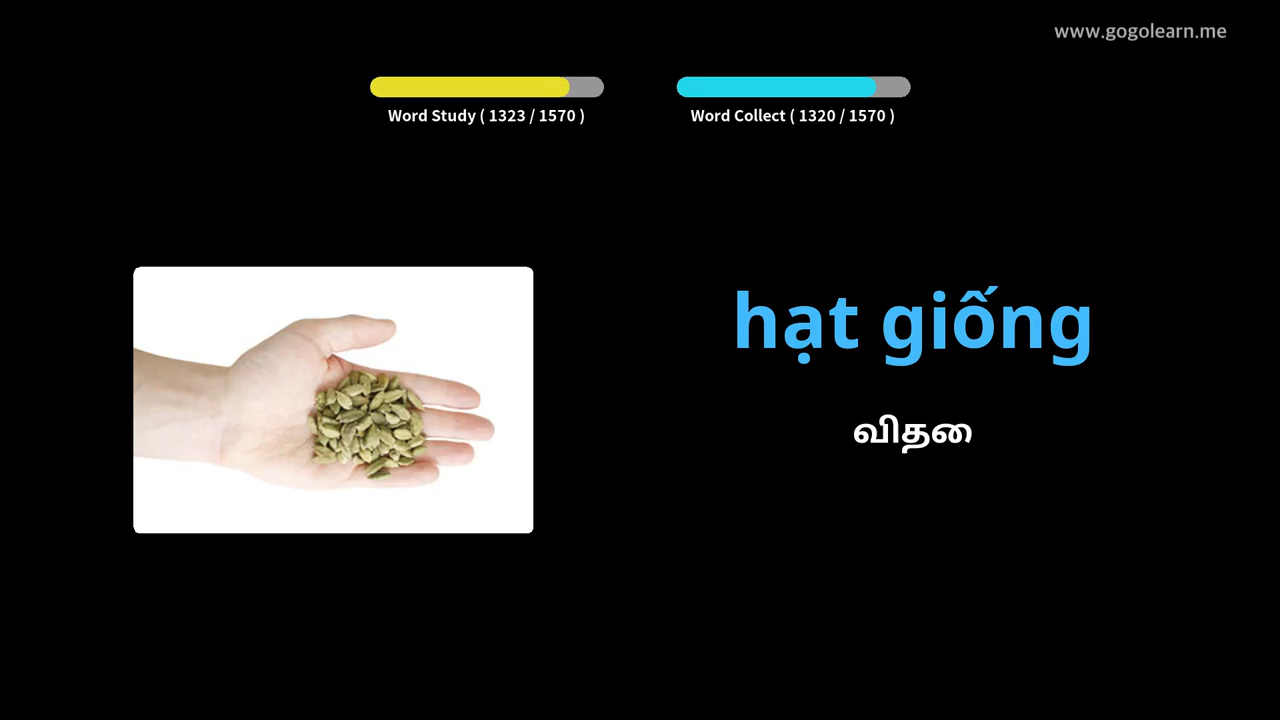 www.gogolearn.me
Word Study ( 1323 / 1570 )
Word Collect ( 1320 / 1570 )
hạt giống
விதை